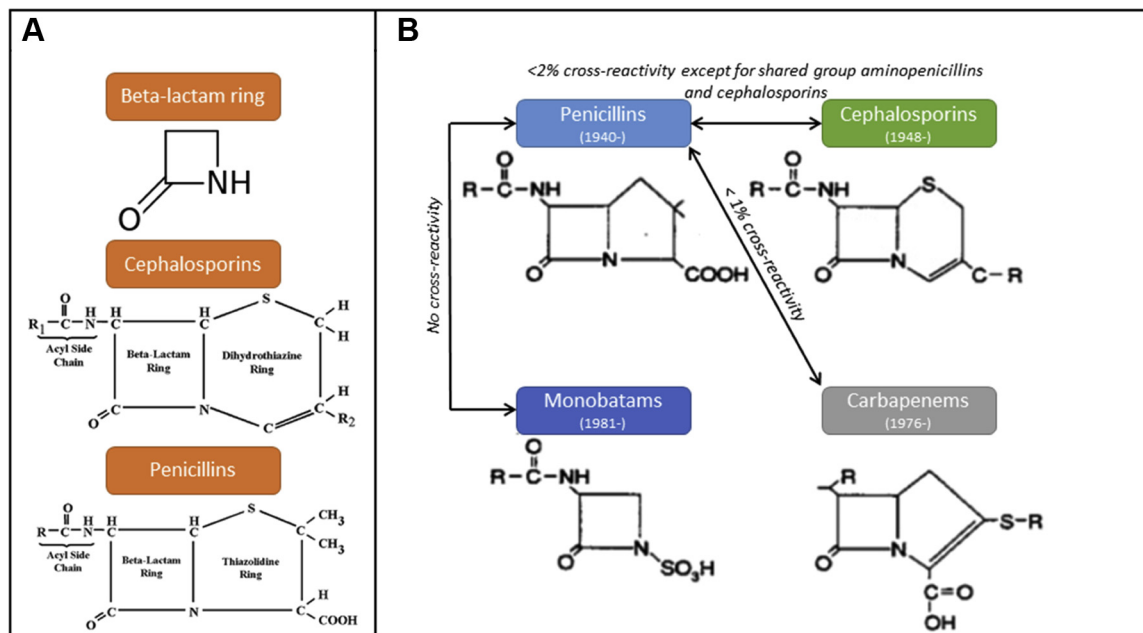 A
Beta-lactam ring
NH
O
Cephalosporins
O
R1 C N H H S H
C C C H
Acyl Side Chain
Beta-Lactam Ring
Dihydrothiazine Ring
H
O C N C R2
C
Penicillins
O
R C N H H S CH3
C C CH3
Acyl Side Chain
Beta-Lactam Ring
Thiazolidine Ring
H
O C N C COOH
B
<2% cross-reactivity except for shared group aminopenicillins
and cephalosporins
Penicillins
(1940-)
Cephalosporins
(1948-)
O
R-C-NH
O
N
COOH
O
R-C-NH
S
O
N
C-R
No cross-reactivity
< 1% cross-reactivity
Monobatams
(1981-)
Carbapenems
(1976-)
O
R-C-NH
O
N
SO3H
R
S-R
O
N
C=O
OH